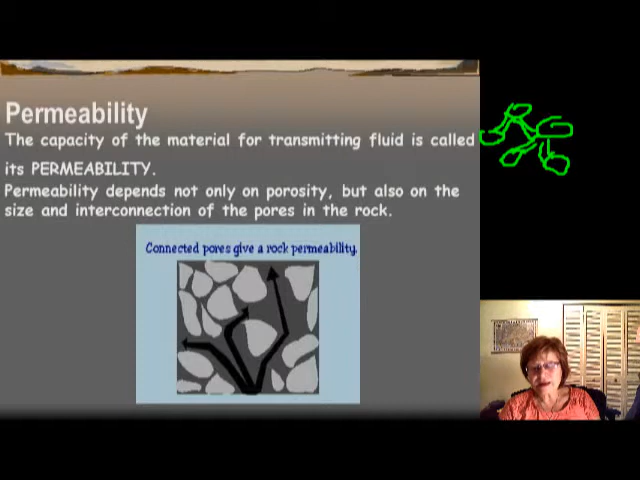 Permeability
The capacity of the material for transmitting fluid is called
its PERMEABILITY.
Permeability depends not only on porosity, but also on the
size and interconnection of the pores in the rock.
Connected pores give a rock permeability.